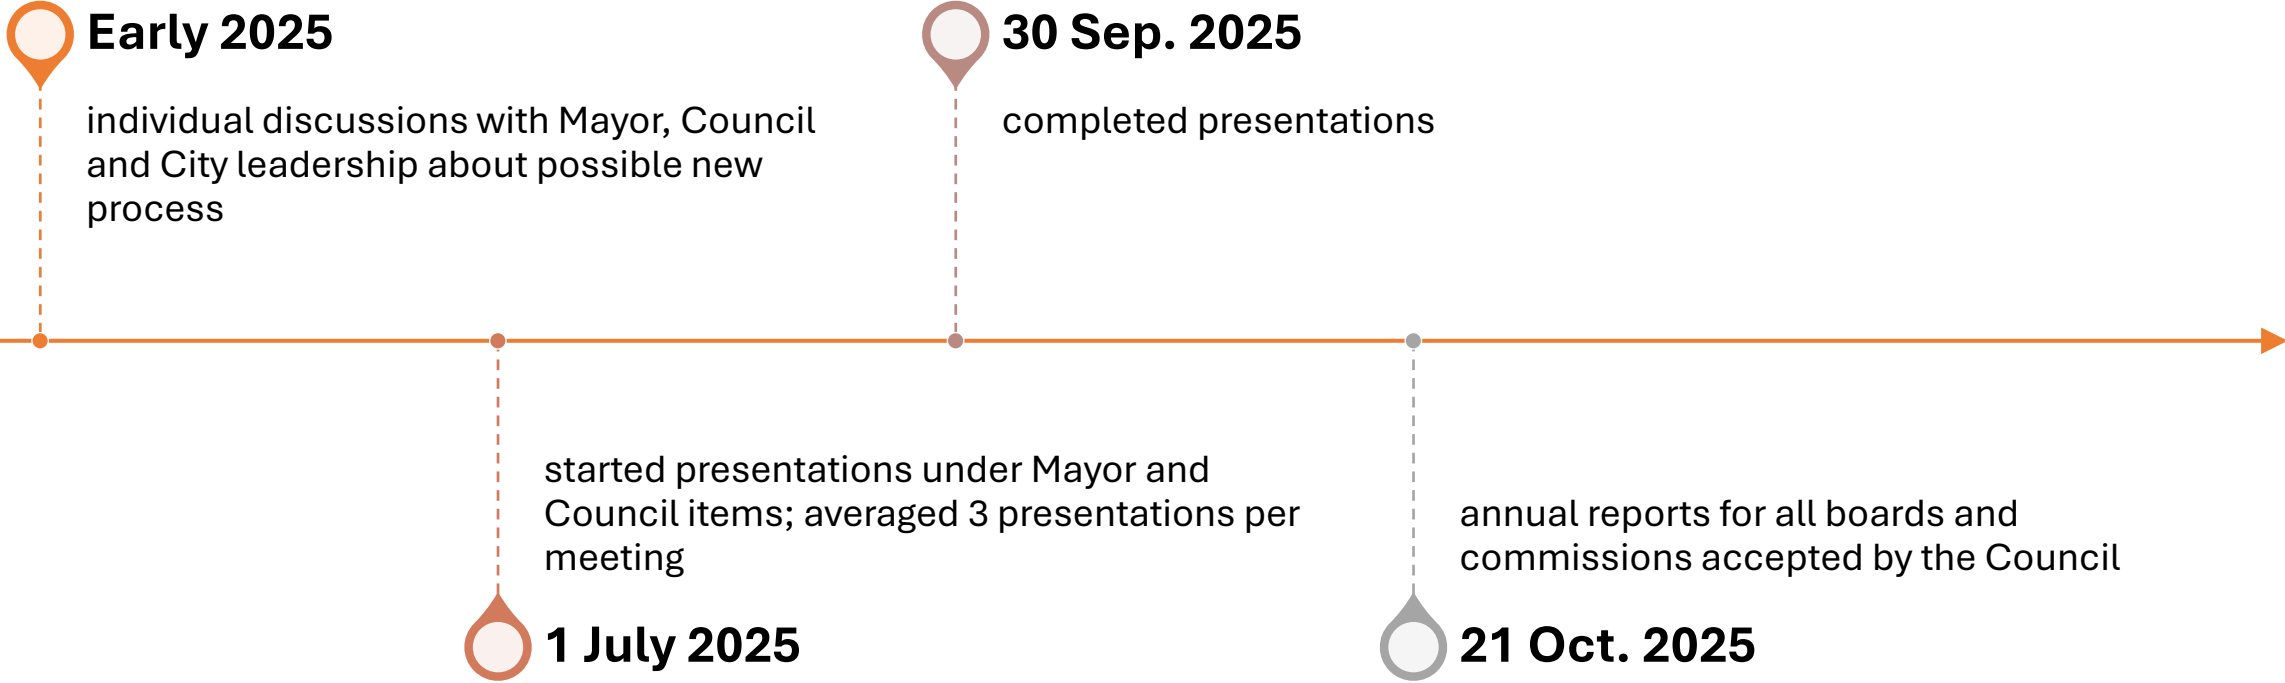 Early 2025
individual discussions with Mayor, Council
and City leadership about possible new
process
1 July 2025
started presentations under Mayor and
Council items; averaged 3 presentations per
meeting
30 Sep. 2025
completed presentations
21 Oct. 2025
annual reports for all boards and
commissions accepted by the Council